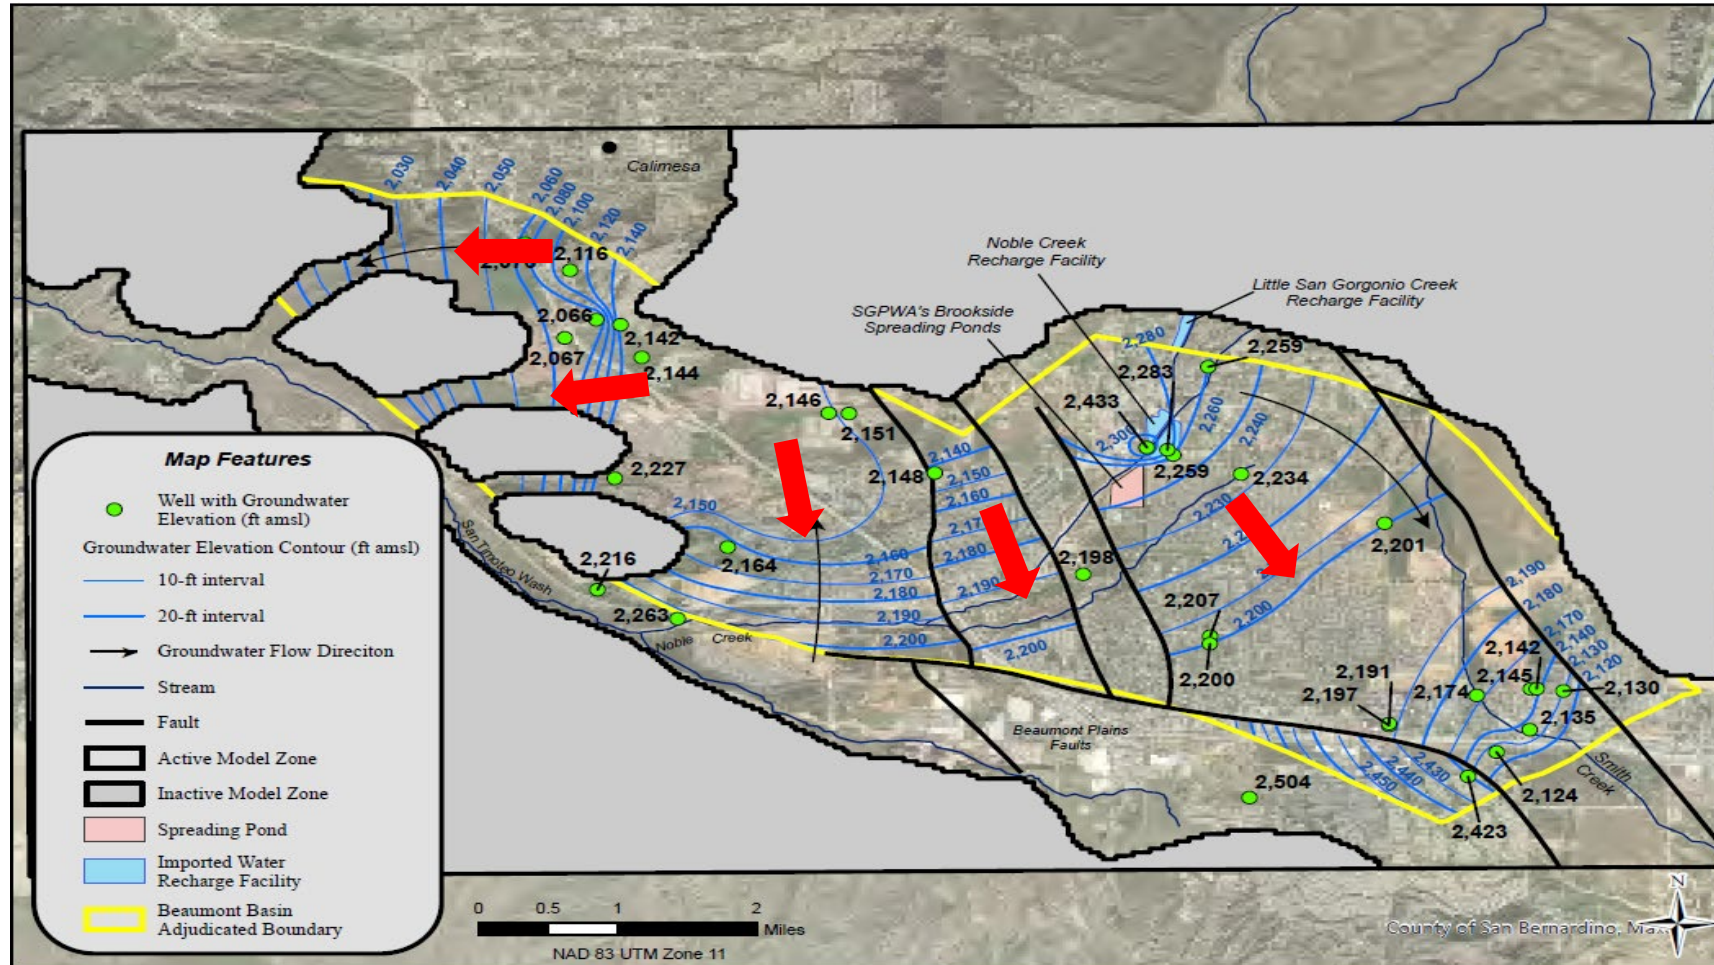 2,030
2,040
2,050
2,060
2,080
2,100
2,120
2,140
Calimesa
2,116
2,066
2,142
2,067
2,144
Noble Creek
Recharge Facility
Little San Gorgonio Creek
Recharge Facility
SGPWA's Brookside
Spreading Ponds
2,280
2,259
2,283
2,260
2,433
2,240
2,300
2,146
2,151
2,140
2,148
2,150
2,160
2,259
2,234
2,230
2,180
2,227
2,150
2,160
2,164
2,170
2,180
2,190
2,190
2,200
2,200
2,198
2,201
2,216
2,263
San Timoteo Wash
Noble Creek
2,207
2,200
2,200
2,190
2,180
2,170
2,140
2,130
2,120
2,142
2,145
2,174
2,130
2,135
2,191
2,197
Beaumont Plains
Faults
2,430
2,440
2,450
2,504
2,423
2,124
Smith
Creek
Map Features
Well with Groundwater
Elevation (ft amsl)
Groundwater Elevation Contour (ft amsl)
10-ft interval
20-ft interval
Groundwater Flow Direciton
Stream
Fault
Active Model Zone
Inactive Model Zone
Spreading Pond
Imported Water
Recharge Facility
Beaumont Basin
Adjudicated Boundary
0 0.5 1 2
Miles
NAD 83 UTM Zone 11
N
County of San Bernardino,